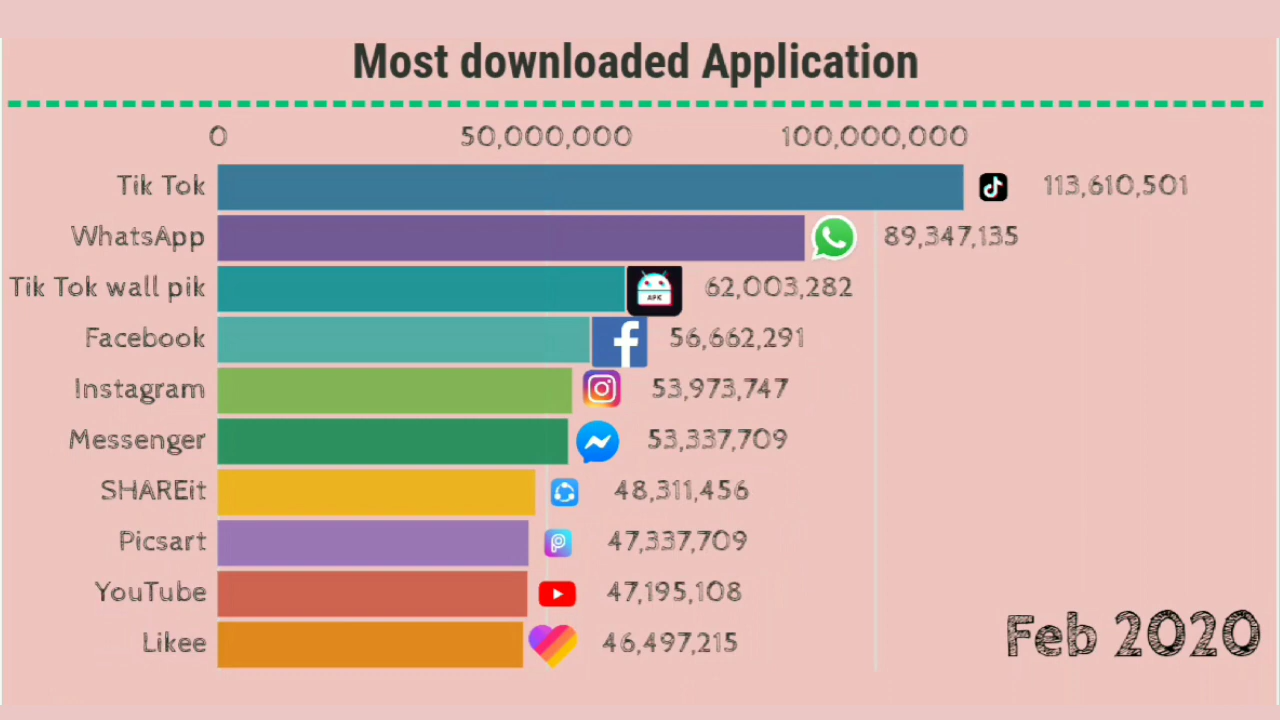 Most downloaded Application
0 50,000,000 100,000,000
Tik Tok 113,610,501
WhatsApp 89,347,135
Tik Tok wall pik APK 62,003,282
Facebook f 56,662,291
Instagram 53,973,747
Messenger 53,337,709
SHAREit 48,311,456
Picsart P 47,337,709
YouTube 47,195,108
Likee 46,497,215
Feb 2020